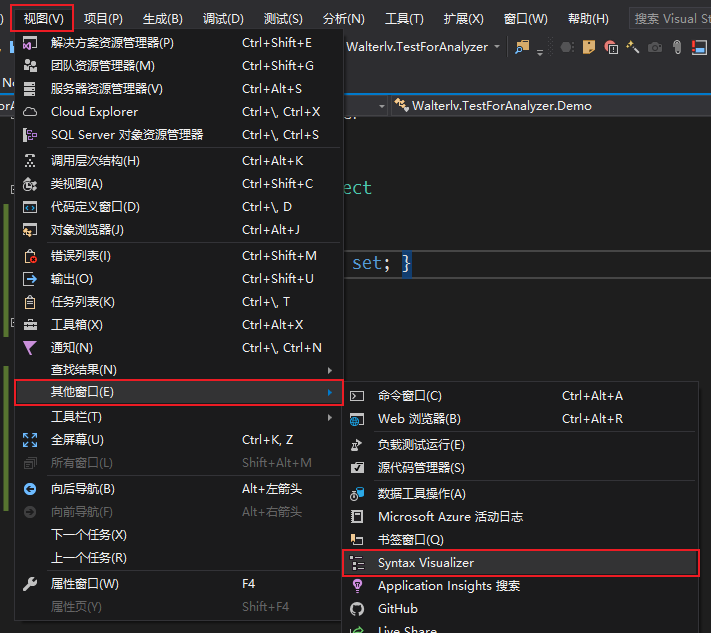 视图(V) 项目(P) 生成(B) 调试(D) 测试(S) 分析(N) 工具(T) 扩展(X) 窗口(W) 帮助(H) 搜索 Visual St
解决方案资源管理器(P) Ctrl+Shift+E
Walterlv.TestForAnalyzer
团队资源管理器(M) Ctrl+Shift+G
服务器资源管理器(V) Ctrl+Alt+S
Cloud Explorer Ctrl+\, Ctrl+X
Walterlv.TestForAnalyzer.Demo
SQL Server 对象资源管理器 Ctrl+\, Ctrl+S
调用层次结构(H) Ctrl+Alt+K
类视图(A) Ctrl+Shift+C
ect
代码定义窗口(D) Ctrl+\, D
对象浏览器(J) Ctrl+Alt+J
错误列表(I) Ctrl+Shift+M
set; }
输出(O) Ctrl+Shift+U
任务列表(K) Ctrl+\, T
工具箱(X) Ctrl+Alt+X
通知(N) Ctrl+\, Ctrl+N
查找结果(N)
其他窗口(E)
工具栏(T)
全屏幕(U) Ctrl+K, Z
所有窗口(L) Shift+Alt+M
向后导航(B) Alt+左箭头
向前导航(F) Alt+右箭头
下一个任务(X)
上一个任务(R)
属性窗口(W) F4
属性页(Y) Shift+F4
命令窗口(C) Ctrl+Alt+A
Web 浏览器(B) Ctrl+Alt+R
负载测试运行(E)
源代码管理器(S)
数据工具操作(A)
Microsoft Azure 活动日志
书签窗口(Q)
Syntax Visualizer
Application Insights 搜索
GitHub
Live Share